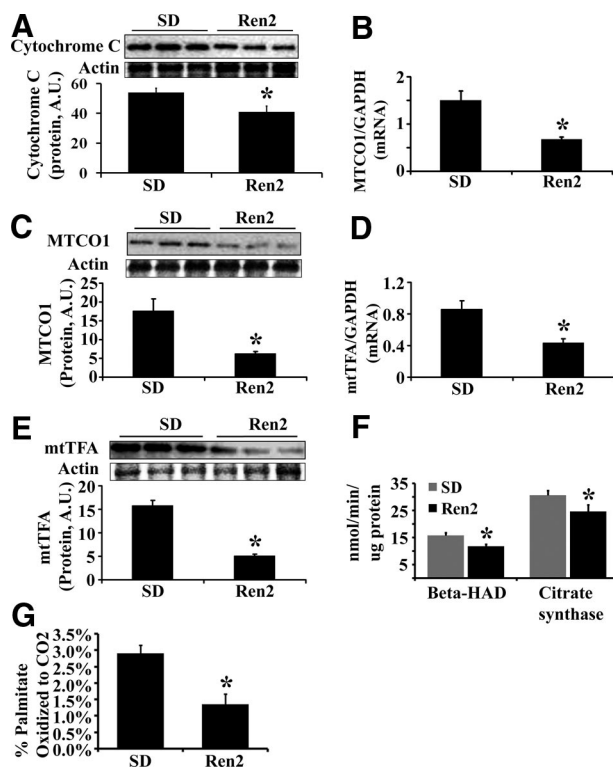 A
SD Ren2
Cytochrome C
Actin
Cytochrome C
(protein, A.U.)
60
40
20
0
*
SD Ren2
B
MTCO1/GAPDH
(mRNA)
2
1.5
1
.5
0
*
SD Ren2
C
SD Ren2
MTCO1
Actin
MTCO1
(Protein, A.U.)
20
15
10
5
0
*
SD Ren2
D
mtTFA/GAPDH
(mRNA)
1.2
0.8
0.4
0
*
SD Ren2
E
SD Ren2
mtTFA
Actin
mtTFA
(Protein, A.U.)
20
15
10
5
0
*
SD Ren2
F
nmol/min/
ug protein
35
25
15
5
SD
Ren2
*
*
Beta-HAD Citrate
synthase
G
% Palmitate
Oxidized to CO2
3.5%
3.0%
2.5%
2.0%
1.5%
1.0%
0.5%
0.0%
*
SD Ren2